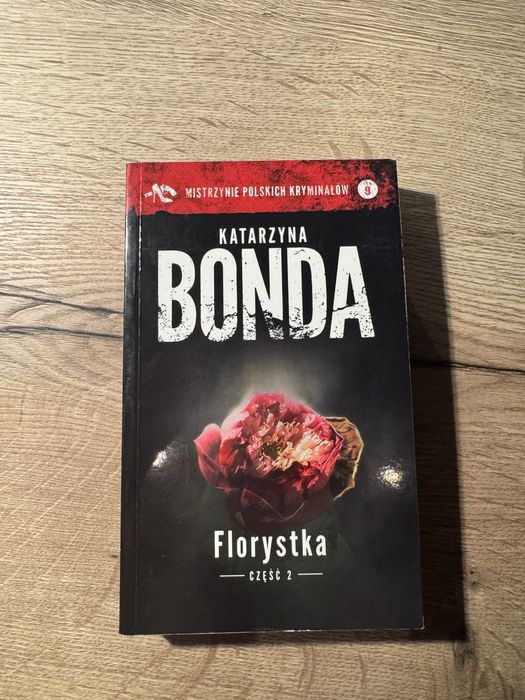 MISTRZYNIE POLSKICH KRYMINAŁÓW
9
KATARZYNA
BONDA
Florystka
CZĘŚĆ 2